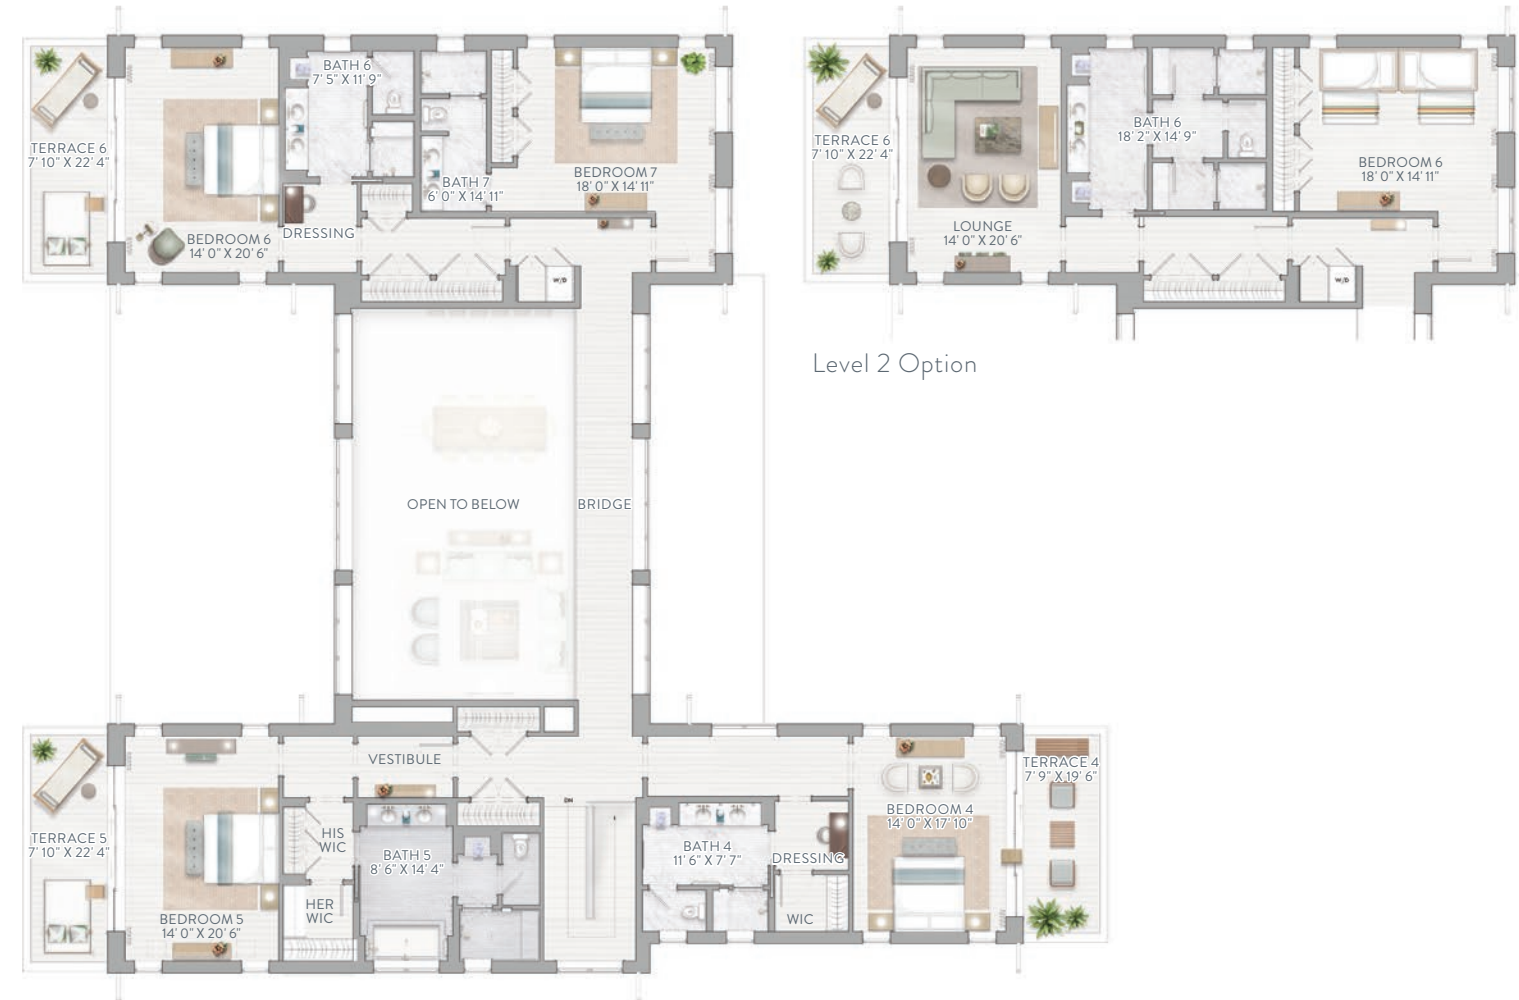 BATH 6
7' 5" X 11' 9"
TERRACE 6
7' 10" X 22' 4"
BEDROOM 7
18' 0" X 14' 11"
BATH 7
6' 0" X 14' 11"
DRESSING
BEDROOM 6
14' 0" X 20' 6"
W/D
TERRACE 6
7' 10" X 22' 4"
BATH 6
18' 2" X 14' 9"
BEDROOM 6
18' 0" X 14' 11"
LOUNGE
14' 0" X 20' 6"
W/D
Level 2 Option
OPEN TO BELOW
BRIDGE
VESTIBULE
TERRACE 4
7' 9" X 19' 6"
DN
BEDROOM 4
14' 0" X 17' 10"
TERRACE 5
7' 10" X 22' 4"
HIS
WIC
BATH 5
8' 6" X 14' 4"
BATH 4
11' 6" X 7' 7"
DRESSING
HER
WIC
WIC
BEDROOM 5
14' 0" X 20' 6"